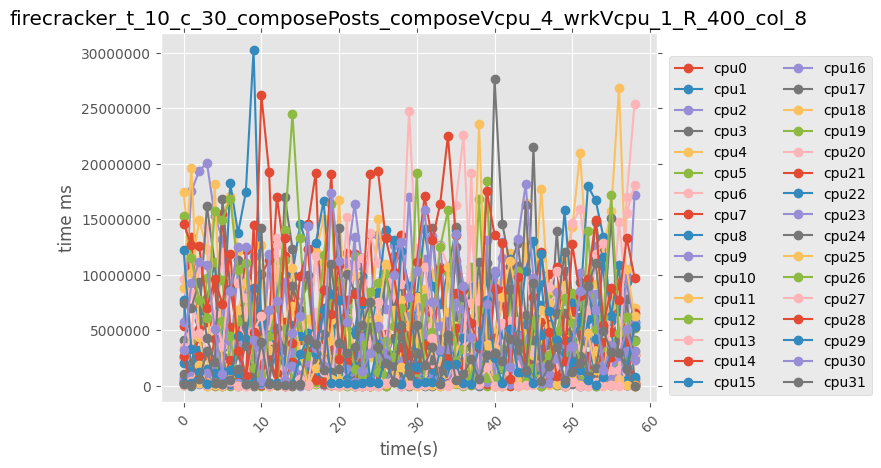 firecracker_t_10_c_30_composePosts_composeVcpu_4_wrkVcpu_1_R_400_col_8
30000000
25000000
20000000
15000000
10000000
5000000
0
time ms
0 10 20 30 40 50 60
time(s)
cpu0 cpu16
cpu1 cpu17
cpu2 cpu18
cpu3 cpu19
cpu4 cpu20
cpu5 cpu21
cpu6 cpu22
cpu7 cpu23
cpu8 cpu24
cpu9 cpu25
cpu10 cpu26
cpu11 cpu27
cpu12 cpu28
cpu13 cpu29
cpu14 cpu30
cpu15 cpu31